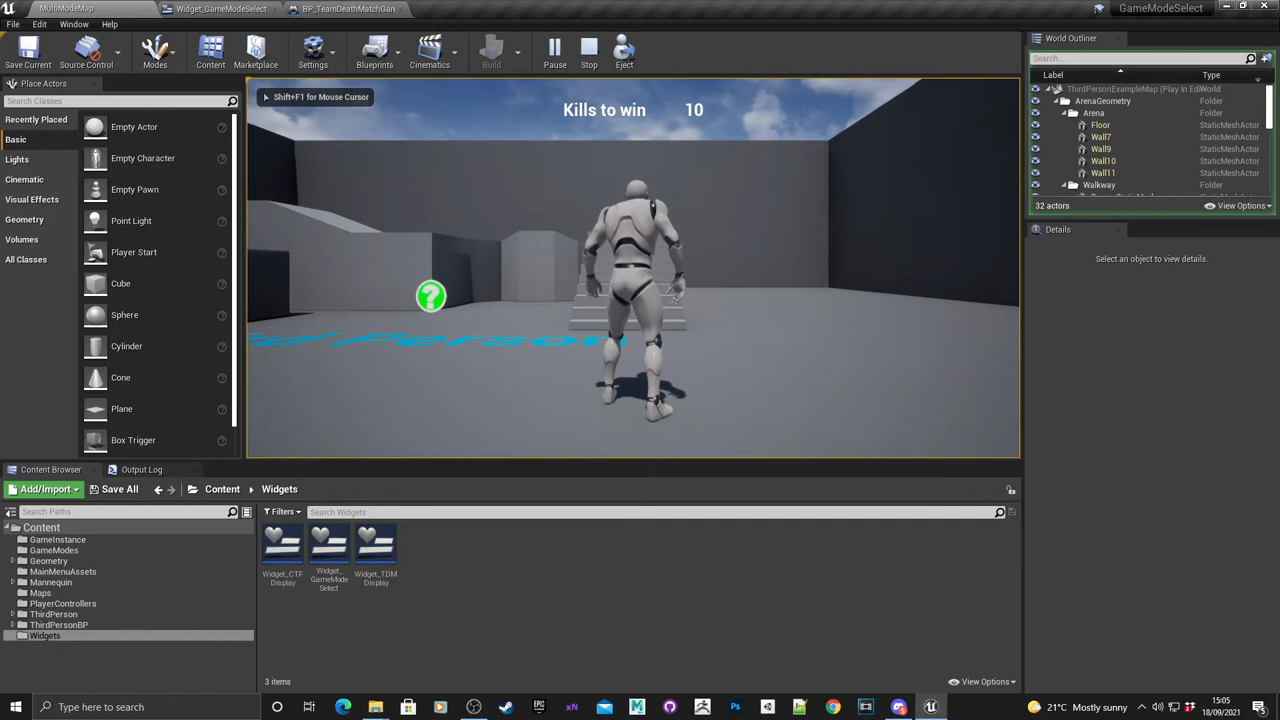 MultiModeMap
Widget_GameModeSelect
BP_TeamDeathMatchGan
GameModeSelect
File Edit Window Help
Save Current
Source Control
Modes
Content
Marketplace
Settings
Blueprints
Cinematics
Build
Pause
Stop
Eject
Place Actors
Search Classes
Recently Placed
Basic
Lights
Cinematic
Visual Effects
Geometry
Volumes
All Classes
Empty Actor
Empty Character
Empty Pawn
Point Light
Player Start
Cube
Sphere
Cylinder
Cone
Plane
Box Trigger
Shift+F1 for Mouse Cursor
Kills to win 10
?
Person
World Outliner
Search...
Label Type
ThirdPersonExampleMap (Play In Edi World
ArenaGeometry Folder
Arena Folder
Floor StaticMeshActor
Wall7 StaticMeshActor
Wall9 StaticMeshActor
Wall10 StaticMeshActor
Wall11 StaticMeshActor
Walkway Folder
32 actors View Options
Details
Select an object to view details.
Content Browser
Output Log
Add/Import
Save All
Content
Widgets
Search Paths
Filters
Search Widgets
Content
GameInstance
GameModes
Geometry
MainMenuAssets
Mannequin
Maps
PlayerControllers
ThirdPerson
ThirdPersonBP
Widgets
Widget_CTF
Display
Widget_
GameMode
Select
Widget_TDM
Display
3 items
View Options
Type here to search
21°C Mostly sunny
15:05
18/09/2021